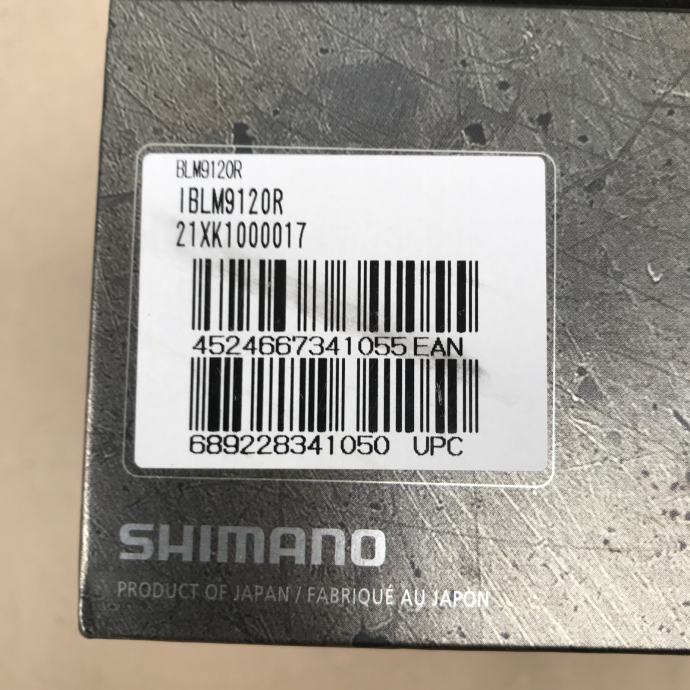 BLM9120R
IBLM9120R
21XK1000017
4524667341055 EAN
689228341050 UPC
SHIMANO
PRODUCT OF JAPAN / FABRIQUÉ AU JAPON